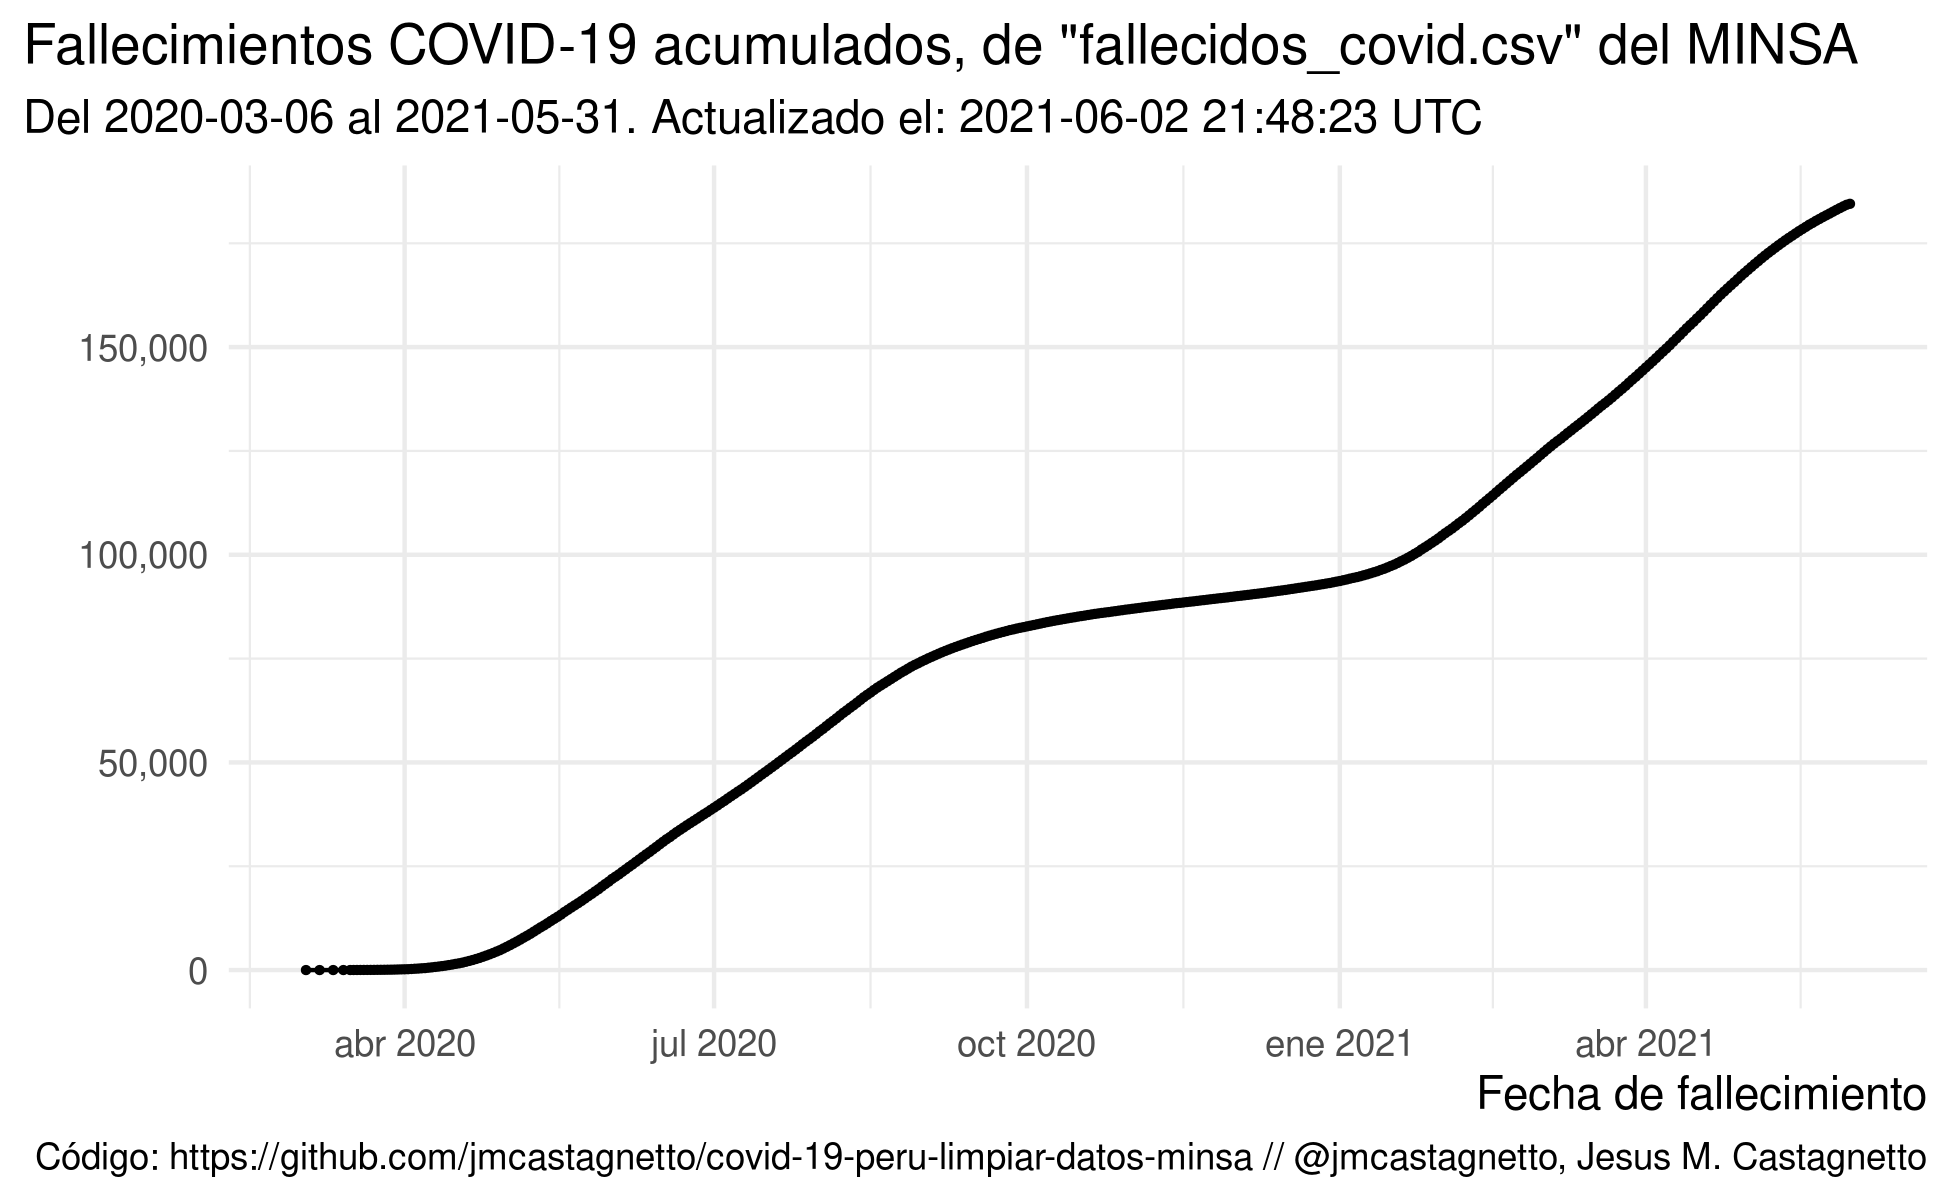 Fallecimientos COVID-19 acumulados, de "fallecidos_covid.csv" del MINSA
Del 2020-03-06 al 2021-05-31. Actualizado el: 2021-06-02 21:48:23 UTC
150,000
100,000
50,000
0
abr 2020
jul 2020
oct 2020
ene 2021
abr 2021
Fecha de fallecimiento
Código: https://github.com/jmcastagnetto/covid-19-peru-limpiar-datos-minsa // @jmcastagnetto, Jesus M. Castagnetto